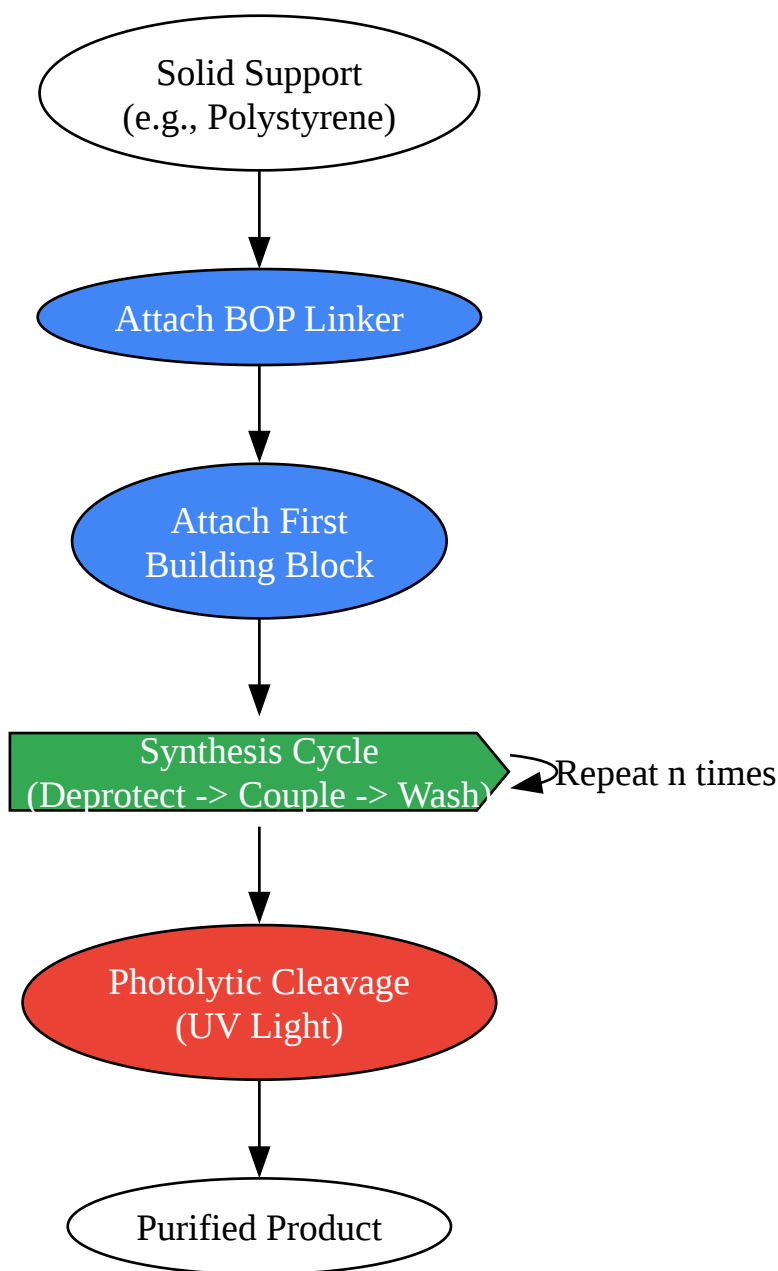 Solid Support
(e.g., Polystyrene)
Attach BOP Linker
Attach First
Building Block
Synthesis Cycle
(Deprotect -> Couple -> Wash)
Repeat n times
Photolytic Cleavage
(UV Light)
Purified Product